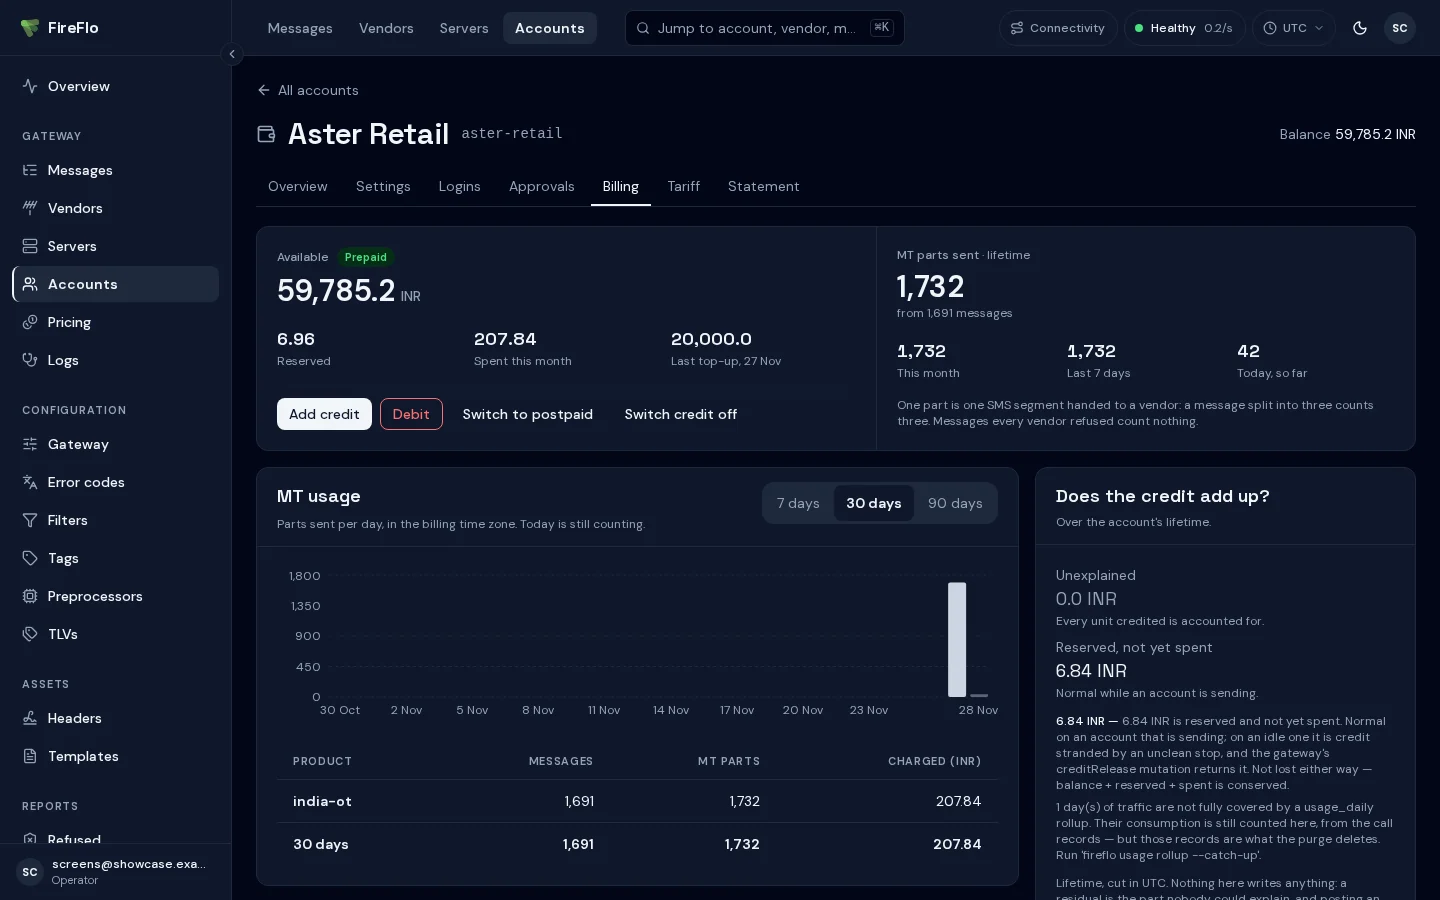 FireFlo
Messages
Vendors
Servers
Accounts
Jump to account, vendor, m...
⌘K
Connectivity
Healthy 0.2/s
UTC
SC
Overview
GATEWAY
Messages
Vendors
Servers
Accounts
Pricing
Logs
CONFIGURATION
Gateway
Error codes
Filters
Tags
Preprocessors
TLVs
ASSETS
Headers
Templates
REPORTS
Refused
SC
screens@showcase.exa...
Operator
All accounts
Aster Retail aster-retail
Balance 59,785.2 INR
Overview
Settings
Logins
Approvals
Billing
Tariff
Statement
Available Prepaid
59,785.2 INR
6.96
Reserved
207.84
Spent this month
20,000.0
Last top-up, 27 Nov
Add credit
Debit
Switch to postpaid
Switch credit off
MT parts sent · lifetime
1,732
from 1,691 messages
1,732
This month
1,732
Last 7 days
42
Today, so far
One part is one SMS segment handed to a vendor: a message split into three counts
three. Messages every vendor refused count nothing.
MT usage
Parts sent per day, in the billing time zone. Today is still counting.
7 days
30 days
90 days
1,800
1,350
900
450
0
30 Oct
2 Nov
5 Nov
8 Nov
11 Nov
14 Nov
17 Nov
20 Nov
23 Nov
28 Nov
PRODUCT MESSAGES MT PARTS CHARGED (INR)
india-ot 1,691 1,732 207.84
30 days 1,691 1,732 207.84
Does the credit add up?
Over the account's lifetime.
Unexplained
0.0 INR
Every unit credited is accounted for.
Reserved, not yet spent
6.84 INR
Normal while an account is sending.
6.84 INR — 6.84 INR is reserved and not yet spent. Normal
on an account that is sending; on an idle one it is credit
stranded by an unclean stop, and the gateway's
creditRelease mutation returns it. Not lost either way —
balance + reserved + spent is conserved.
1 day(s) of traffic are not fully covered by a usage_daily
rollup. Their consumption is still counted here, from the call
records — but those records are what the purge deletes.
Run 'fireflo usage rollup --catch-up'.
Lifetime, cut in UTC. Nothing here writes anything: a
residual is the part nobody could explain, and posting an